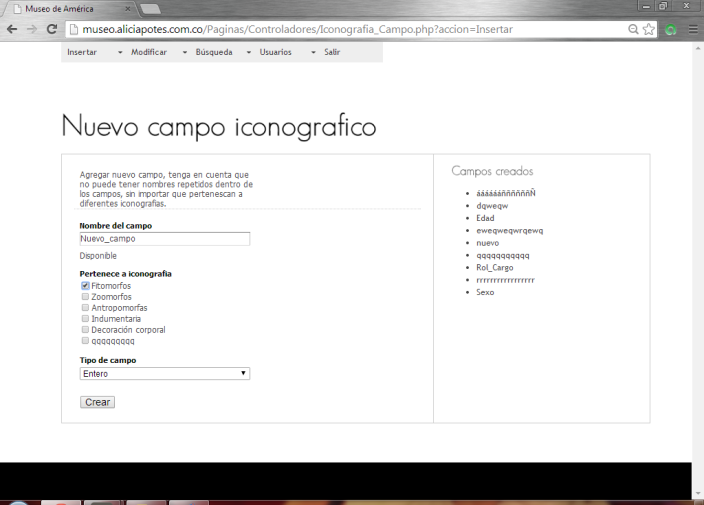 Museo de América
museo.aliciapotes.com.co/Paginas/Controladores/Iconografia_Campo.php?accion=Insertar
Insertar Modificar Búsqueda Usuarios Salir
Nuevo campo iconografico
Agregar nuevo campo, tenga en cuenta que
no puede tener nombres repetidos dentro de
los campos, sin importar que pertenescan a
diferentes iconografias.
Nombre del campo
Nuevo_campo
Disponible
Pertenece a iconografia
Fitomorfos
Zoomorfos
Antropomorfas
Indumentaria
Decoración corporal
qqqqqqqqq
Tipo de campo
Entero
Crear
Campos creados
ááááááññññññÑ
dqweqw
Edad
eweqweqwrqewq
nuevo
qqqqqqqqqqq
Rol_Cargo
rrrrrrrrrrrrrrrr
Sexo